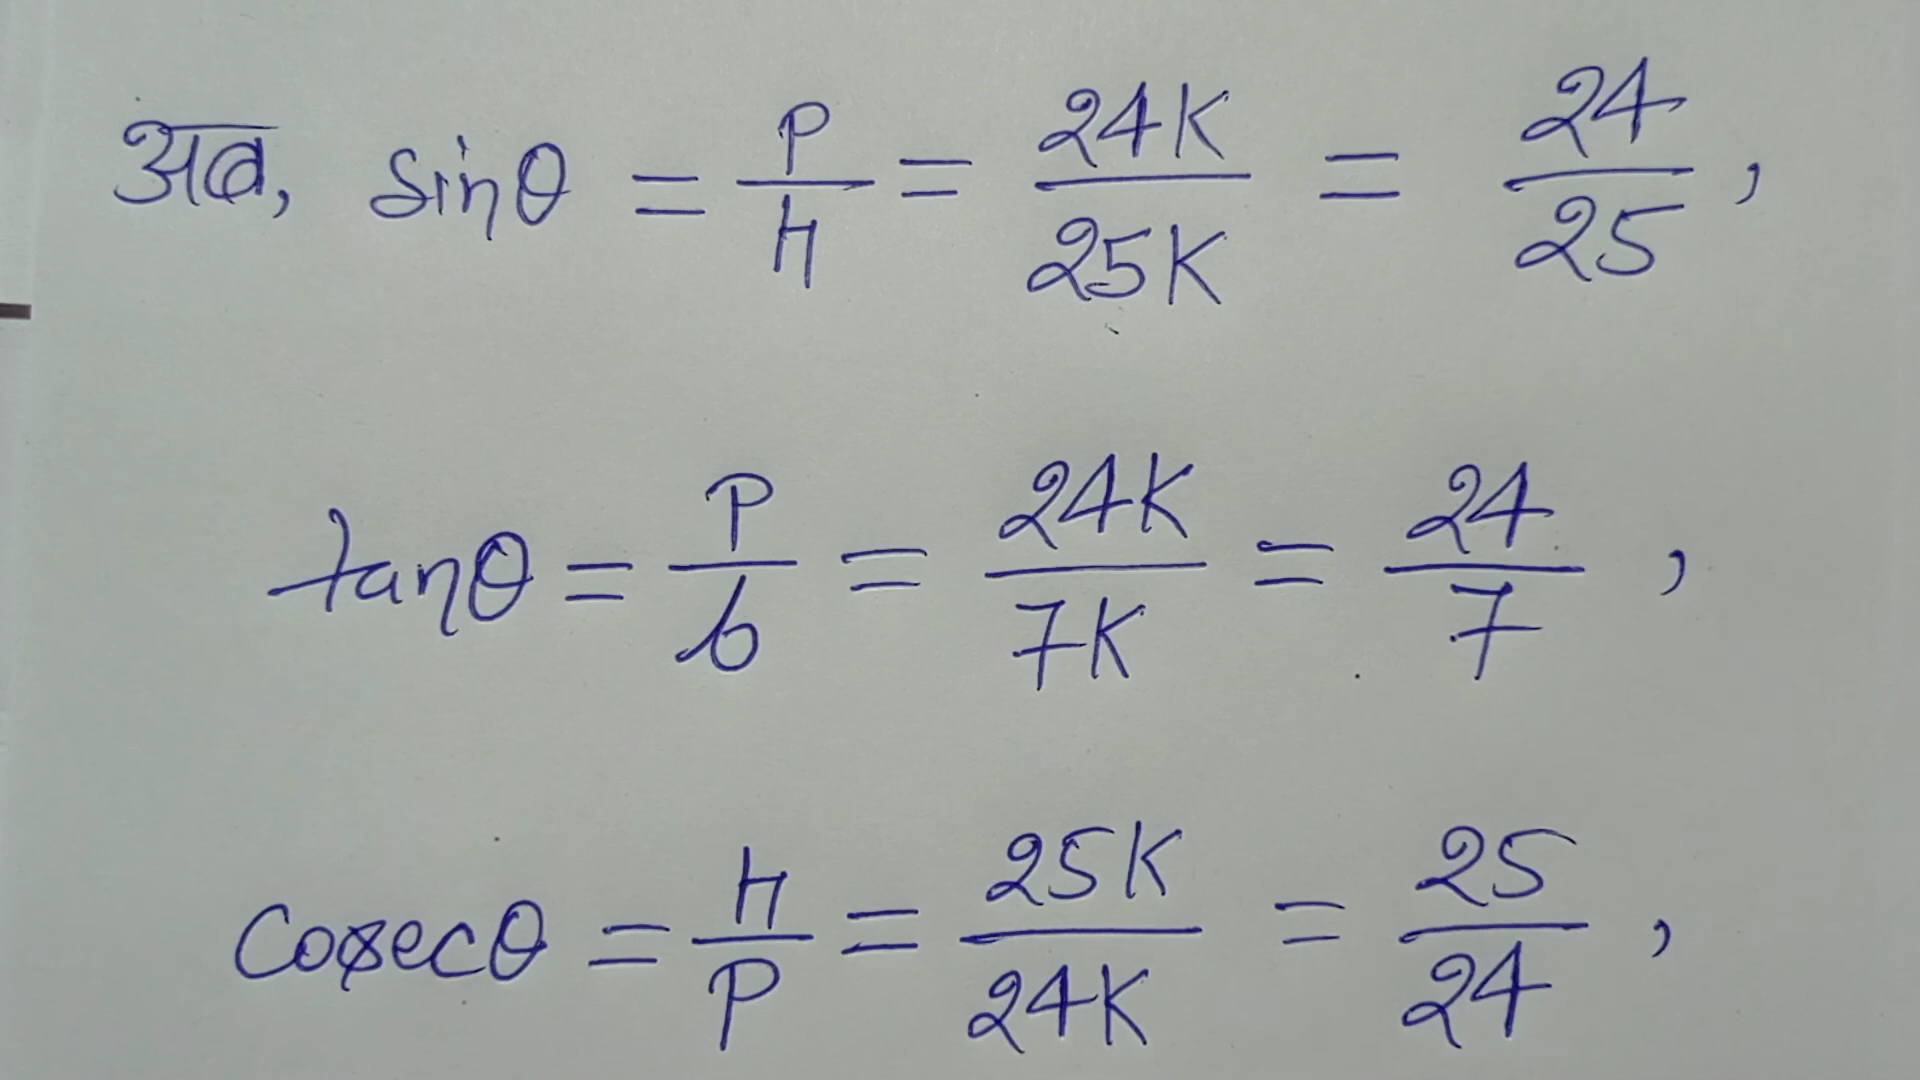 अब, sinθ = P/H = 24K/25K = 24/25,
tanθ = P/b = 24K/7K = 24/7,
cosecθ = H/P = 25K/24K = 25/24,